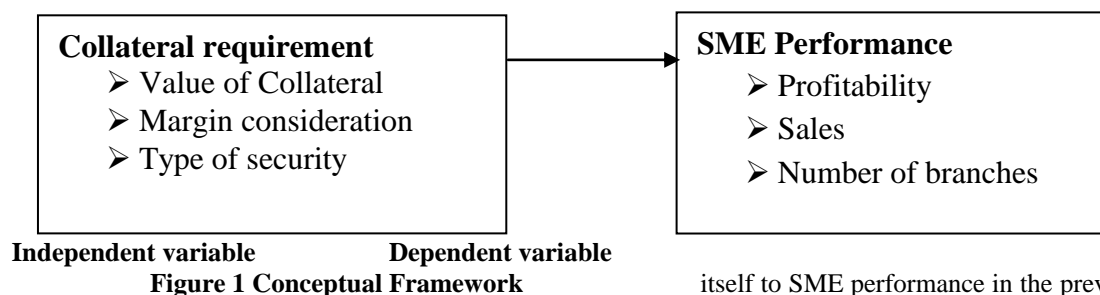 Collateral requirement
➢ Value of Collateral
➢ Margin consideration
➢ Type of security
SME Performance
➢ Profitability
➢ Sales
➢ Number of branches
Independent variable Dependent variable
Figure 1 Conceptual Framework
itself to SME performance in the